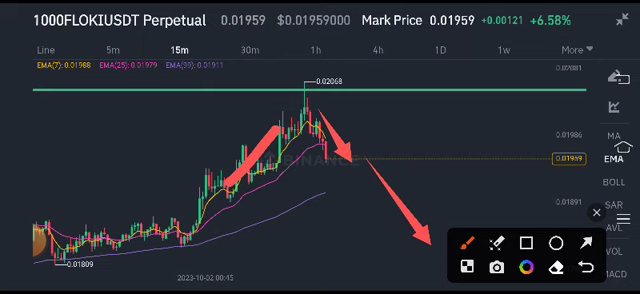 1000FLOKIUSDT Perpetual 0.01959 $0.01959000 Mark Price 0.01959 +0.00121 +6.58%
Line 5m 15m 30m 1h 4h 1D 1w More
EMA(7): 0.01988 EMA(25): 0.01979 EMA(99): 0.01911
0.02081
0.02068
MA
0.01986
BINANCE
0.01959
EMA
BOLL
0.01891
SAR
AVL
VOL
0.01809
MACD
2023-10-02 00:45